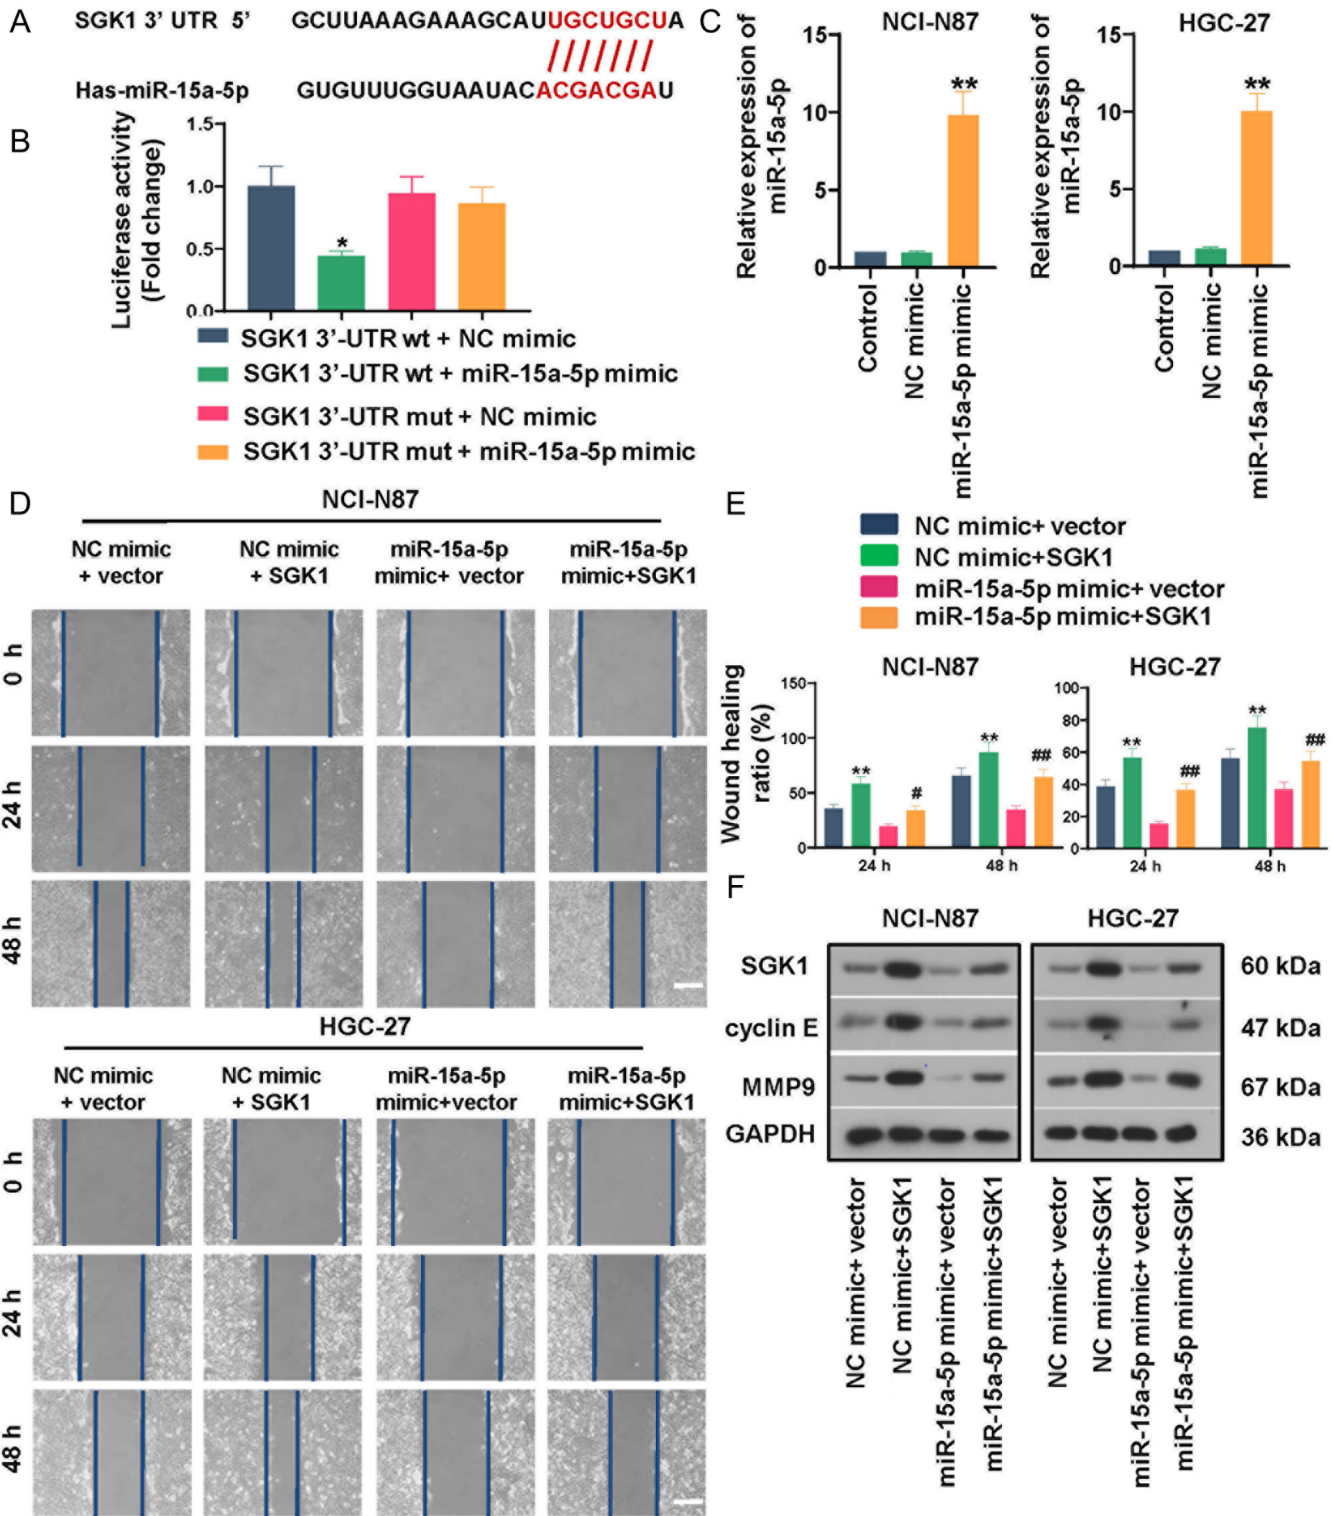 A
SGK1 3’ UTR 5’ GCUUAAAGAAAGCAUUGCUGCUA
Has-miR-15a-5p GUGUUUGGUAAUACACGACGAU
B
Luciferase activity
(Fold change)
1.5
1.0
0.5
0.0
*
SGK1 3’-UTR wt + NC mimic
SGK1 3’-UTR wt + miR-15a-5p mimic
SGK1 3’-UTR mut + NC mimic
SGK1 3’-UTR mut + miR-15a-5p mimic
C
NCI-N87
Relative expression of
miR-15a-5p
15
10
5
0
**
Control
NC mimic
miR-15a-5p mimic
HGC-27
Relative expression of
miR-15a-5p
15
10
5
0
**
Control
NC mimic
miR-15a-5p mimic
D
NCI-N87
NC mimic
+ vector
NC mimic
+ SGK1
miR-15a-5p
mimic+ vector
miR-15a-5p
mimic+SGK1
0 h
24 h
48 h
HGC-27
NC mimic
+ vector
NC mimic
+ SGK1
miR-15a-5p
mimic+vector
miR-15a-5p
mimic+SGK1
0 h
24 h
48 h
E
NC mimic+ vector
NC mimic+SGK1
miR-15a-5p mimic+ vector
miR-15a-5p mimic+SGK1
NCI-N87
Wound healing
ratio (%)
150
100
50
0
**
#
**
##
24 h
48 h
HGC-27
100
80
60
40
20
0
**
##
**
##
24 h
48 h
F
NCI-N87
HGC-27
SGK1
60 kDa
cyclin E
47 kDa
MMP9
67 kDa
GAPDH
36 kDa
NC mimic+ vector
NC mimic+SGK1
miR-15a-5p mimic+ vector
miR-15a-5p mimic+SGK1
NC mimic+ vector
NC mimic+SGK1
miR-15a-5p mimic+ vector
miR-15a-5p mimic+SGK1